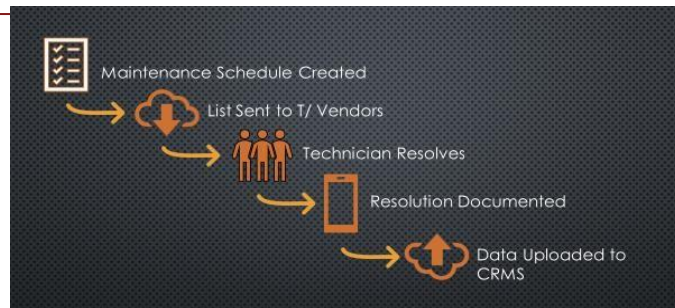 Maintenance Schedule Created
List Sent to T/ Vendors
Technician Resolves
Resolution Documented
Data Uploaded to
CRMS